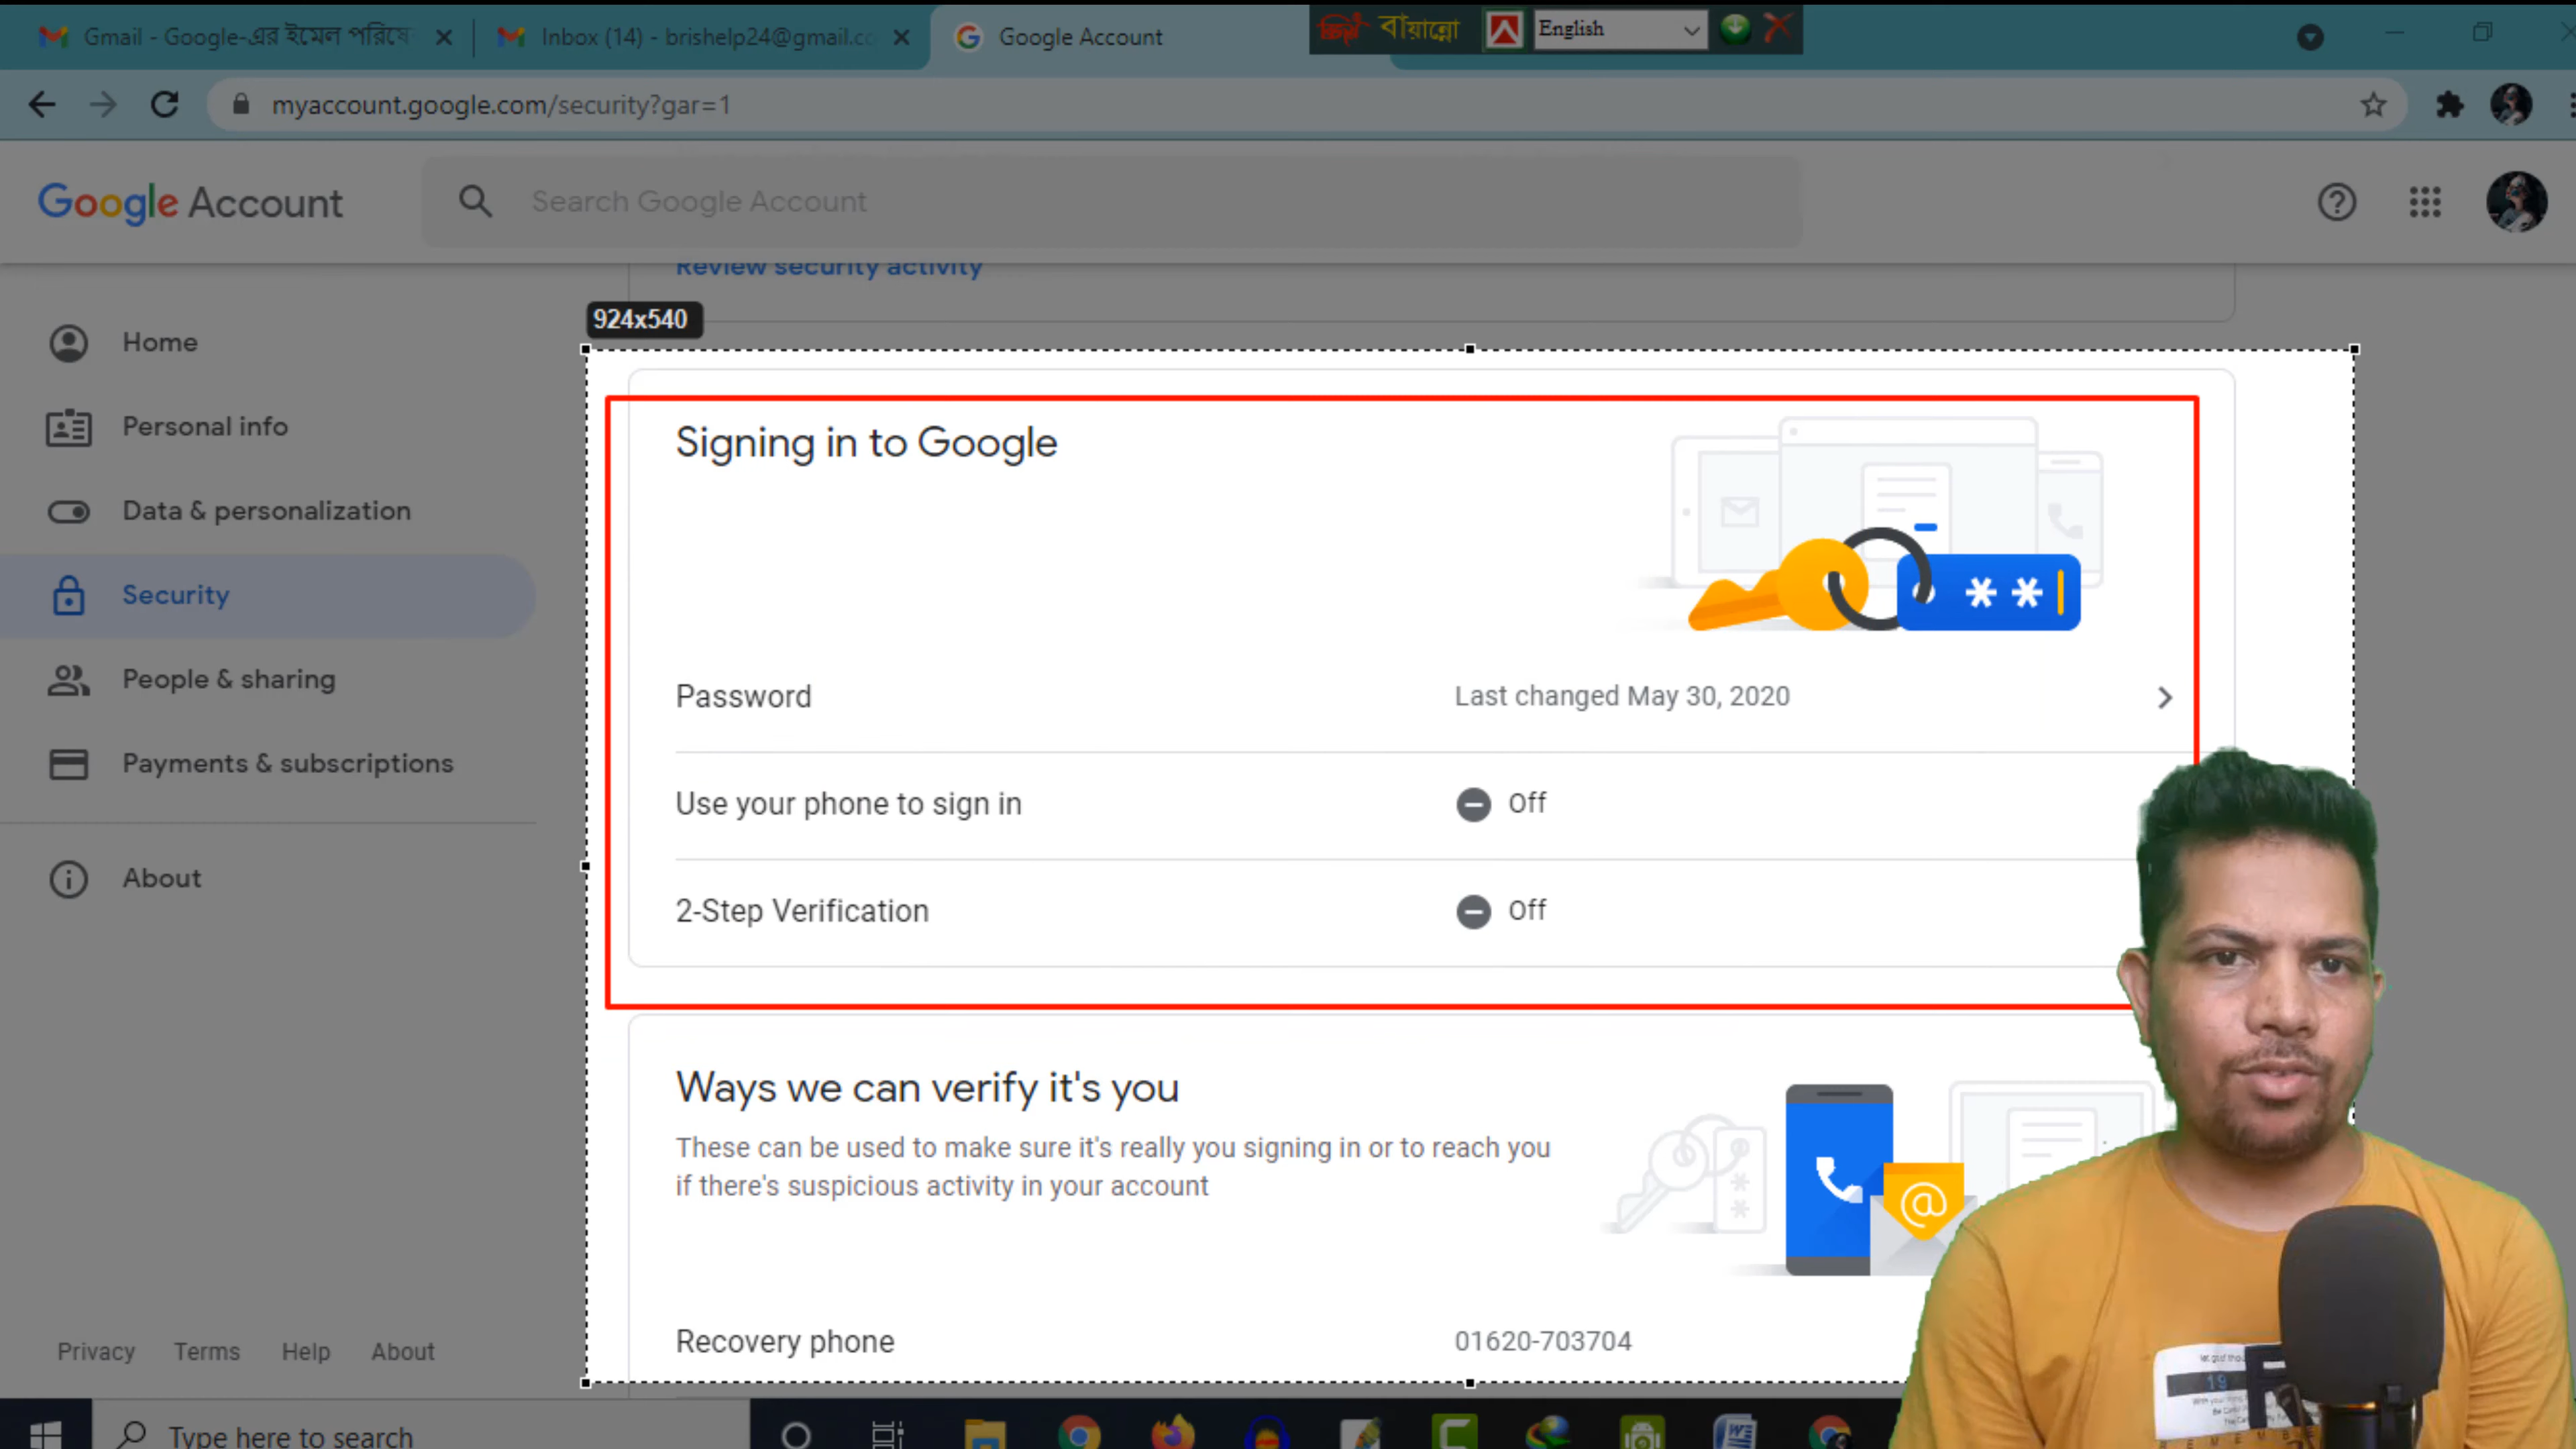 Gmail - Google-এর ইমেল পরিষে
Inbox (14) - brishelp24@gmail.co
Google Account
বায়ান্নো
English
myaccount.google.com/security?gar=1
Google Account
Search Google Account
Review security activity
924x540
Home
Personal info
Data & personalization
Security
People & sharing
Payments & subscriptions
About
Signing in to Google
**
Password
Last changed May 30, 2020
Use your phone to sign in
Off
2-Step Verification
Off
Ways we can verify it's you
These can be used to make sure it's really you signing in or to reach you
if there's suspicious activity in your account
Recovery phone
01620-703704
Privacy
Terms
Help
About
Type here to search
19